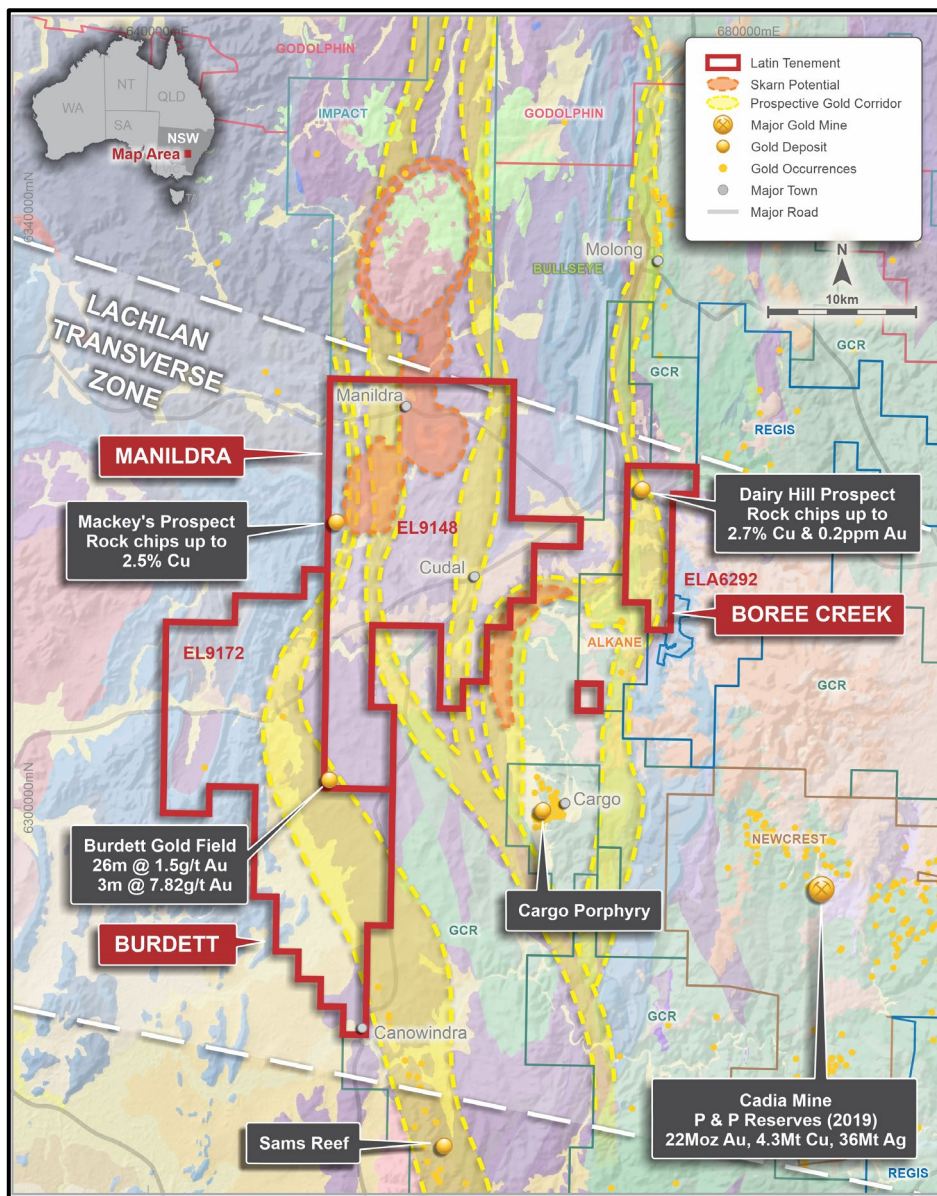 640000mE
680000mE
6340000mN
6300000mN
WA
NT
QLD
SA
NSW
Map Area
GODOLPHIN
IMPACT
GODOLPHIN
Latin Tenement
Skarn Potential
Prospective Gold Corridor
Major Gold Mine
Gold Deposit
Gold Occurrences
Major Town
Major Road
N
10km
Molong
BULLSEYE
LACHLAN
TRANSVERSE
ZONE
GCR
GCR
REGIS
Manildra
MANILDRA
Mackey's Prospect
Rock chips up to
2.5% Cu
EL9148
Dairy Hill Prospect
Rock chips up to
2.7% Cu & 0.2ppm Au
Cudal
ELA6292
BOREE CREEK
EL9172
ALKANE
GCR
Cargo
NEWCREST
Burdett Gold Field
26m @ 1.5g/t Au
3m @ 7.82g/t Au
Cargo Porphyry
BURDETT
GCR
GCR
Canowindra
Cadia Mine
P & P Reserves (2019)
22Moz Au, 4.3Mt Cu, 36Mt Ag
Sams Reef
REGIS